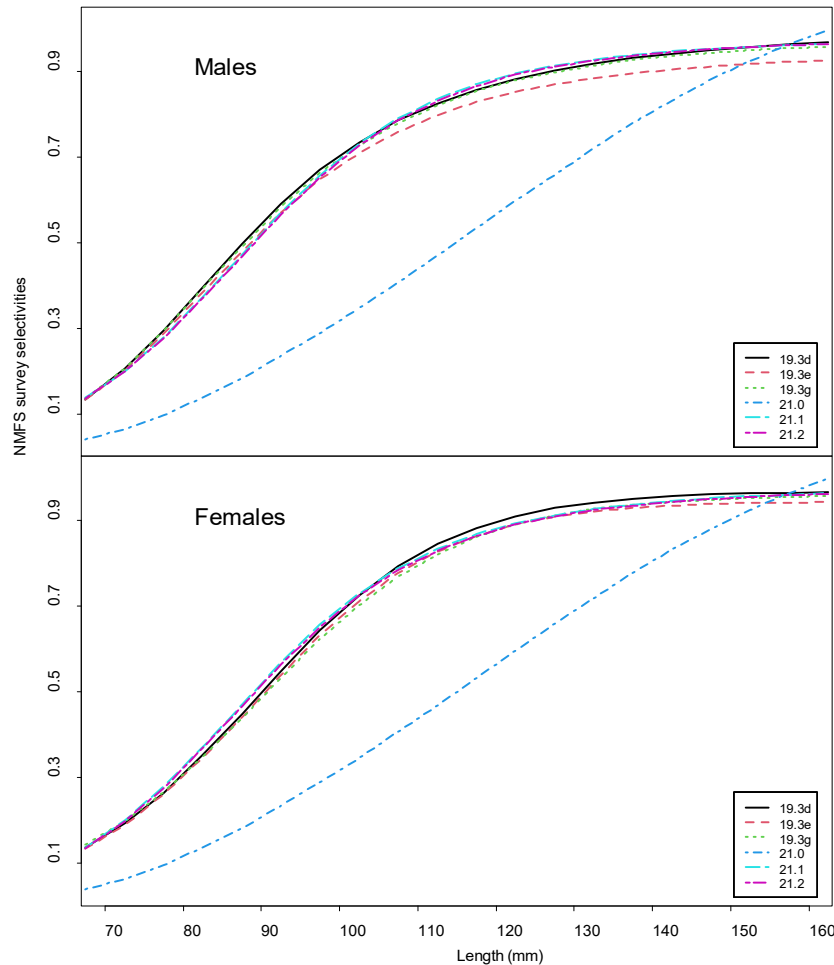 Males
0.9
0.7
0.5
0.3
0.1
19.3d
19.3e
19.3g
21.0
21.1
21.2
NMFS survey selectivities
Females
0.9
0.7
0.5
0.3
0.1
19.3d
19.3e
19.3g
21.0
21.1
21.2
70 80 90 100 110 120 130 140 150 160
Length (mm)